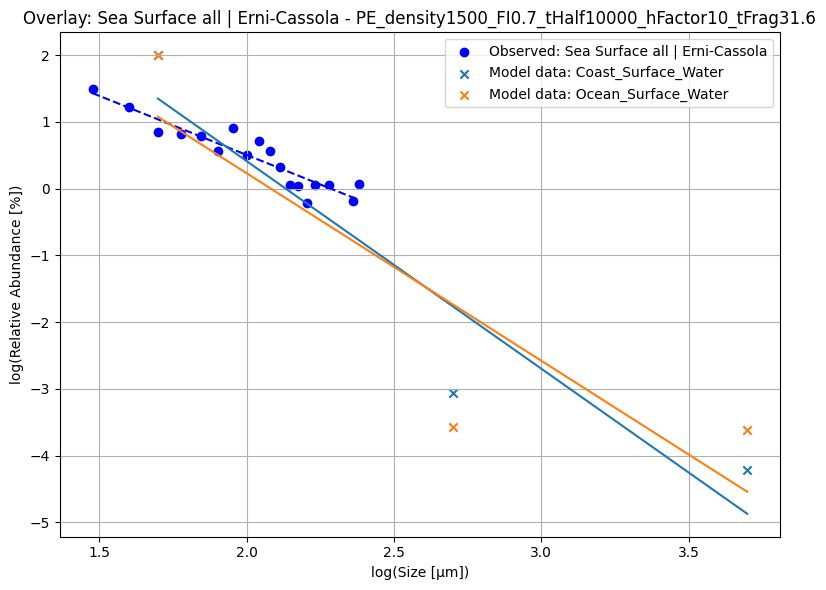 Overlay: Sea Surface all | Erni-Cassola - PE_density1500_FI0.7_tHalf10000_hFactor10_tFrag31.6
Observed: Sea Surface all | Erni-Cassola
Model data: Coast_Surface_Water
Model data: Ocean_Surface_Water
log(Relative Abundance [%])
2
1
0
−1
−2
−3
−4
−5
1.5
2.0
2.5
3.0
3.5
log(Size [μm])